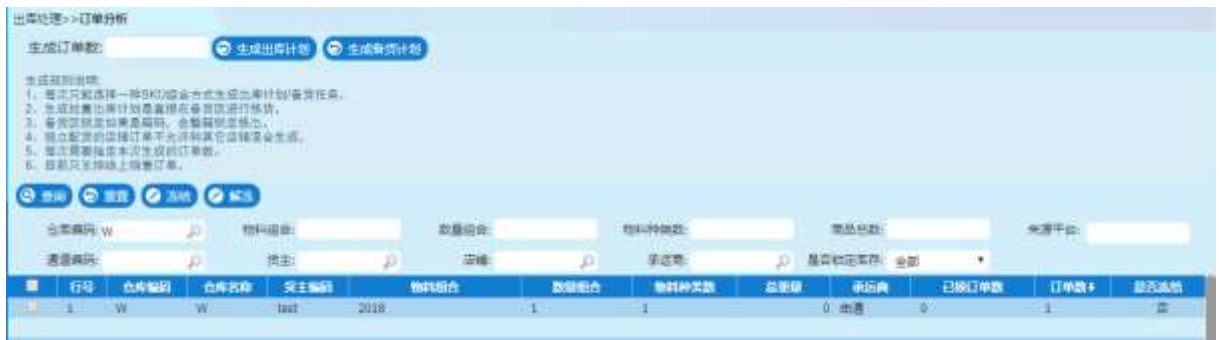 出库处理>>订单分析
生成订单数: 生成出库计划 生成备货计划
生成规则说明:
1、每次只能选择一种SKU组合方式生成出库计划/备货任务。
2、生成批量出库计划是直接在备货区进行拣货。
3、备货区锁定如果是箱码，会整箱锁定拣出。
4、独立配货的店铺订单不允许和其它店铺混合生成。
5、每次需要指定本次生成的订单数。
6、目前只支持线上销售订单。
查询 重置 冻结 解冻
仓库编码: W 物料组合: 数量组合: 物料种类数: 商品总数: 来源平台:
通道编码: 货主: 店铺: 承运商: 是否锁定库存: 全部
行号 仓库编码 仓库名称 货主编码 物料组合 数量组合 物料种类数 总重量 承运商 已锁订单数 订单数 是否冻结
1 W W test 2018 1 1 0 申通 0 1 否